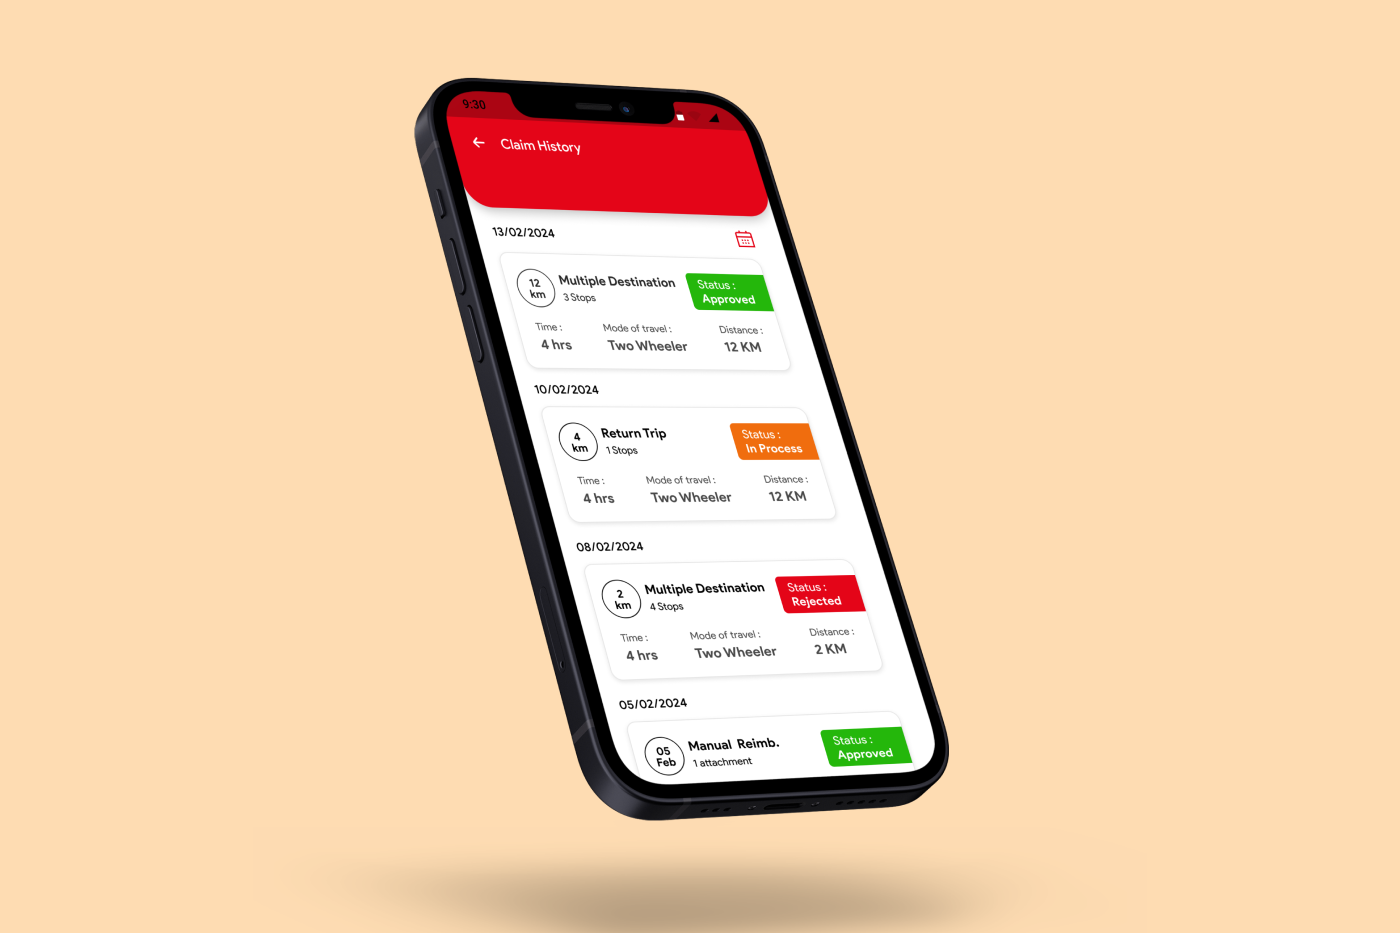 9:30
Claim History
13/02/2024
12 km
Multiple Destination
3 Stops
Status :
Approved
Time :
Mode of travel :
Distance :
4 hrs
Two Wheeler
12 KM
10/02/2024
4 km
Return Trip
1 Stops
Status :
In Process
Time :
Mode of travel :
Distance :
4 hrs
Two Wheeler
12 KM
08/02/2024
2 km
Multiple Destination
4 Stops
Status :
Rejected
Time :
Mode of travel :
Distance :
4 hrs
Two Wheeler
2 KM
05/02/2024
05 Feb
Manual Reimb.
1 attachment
Status :
Approved